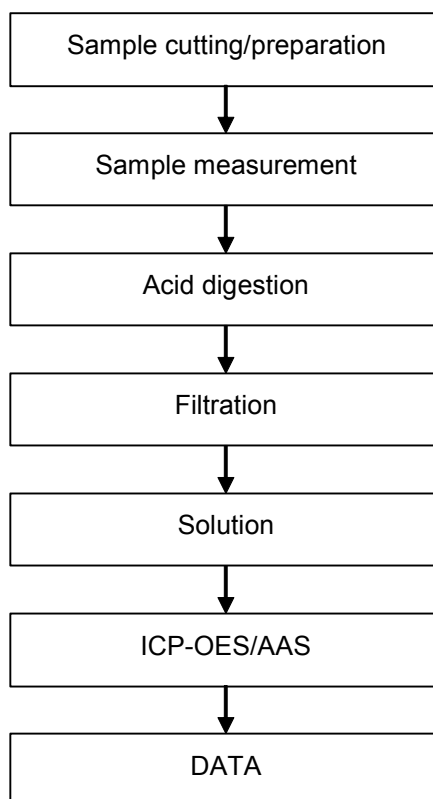 Sample cutting/preparation
Sample measurement
Acid digestion
Filtration
Solution
ICP-OES/AAS
DATA